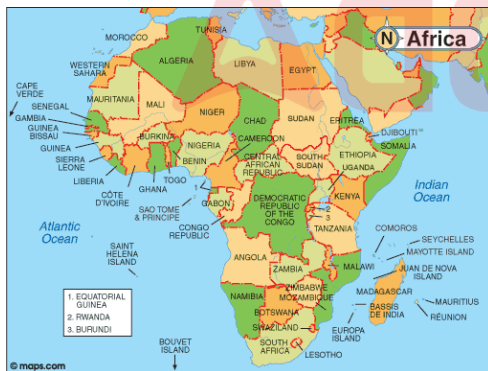 N Africa
TUNISIA
MOROCCO
ALGERIA
LIBYA
EGYPT
WESTERN
SAHARA
CAPE
VERDE
MAURITANIA
MALI
NIGER
CHAD
SUDAN
ERITREA
DJIBOUTI
SOMALIA
SENEGAL
GAMBIA
GUINEA
BISSAU
GUINEA
SIERRA
LEONE
LIBERIA
CÔTE
D'IVOIRE
GHANA
TOGO
BENIN
BURKINA
NIGERIA
CAMEROON
CENTRAL
AFRICAN
REPUBLIC
SOUTH
SUDAN
ETHIOPIA
UGANDA
KENYA
1
SAO TOME
& PRINCIPE
GABON
CONGO
REPUBLIC
DEMOCRATIC
REPUBLIC
OF THE
CONGO
2
3
TANZANIA
Indian
Ocean
Atlantic
Ocean
SAINT
HELENA
ISLAND
COMOROS
SEYCHELLES
MAYOTTE ISLAND
JUAN DE NOVA
ISLAND
ANGOLA
ZAMBIA
MALAWI
ZIMBABWE
MOZAMBIQUE
MADAGASCAR
BASSIS
DE INDIA
MAURITIUS
RÉUNION
NAMIBIA
BOTSWANA
SWAZILAND
EUROPA
ISLAND
SOUTH
AFRICA
LESOTHO
BOUVET
ISLAND
1. EQUATORIAL
GUINEA
2. RWANDA
3. BURUNDI
© maps.com